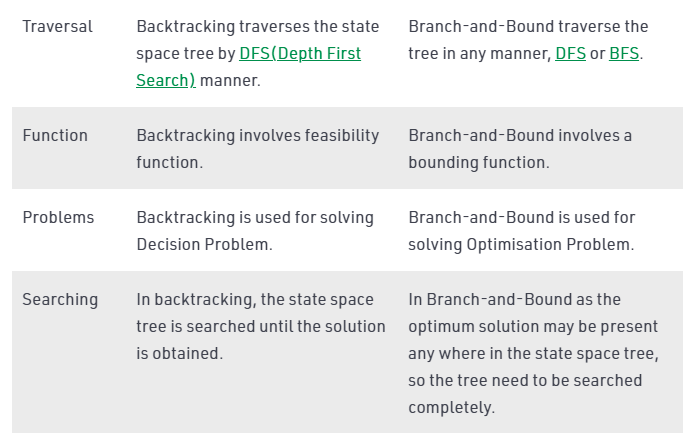 Traversal
Backtracking traverses the state
space tree by DFS(Depth First
Search) manner.
Branch-and-Bound traverse the
tree in any manner, DFS or BFS.
Function
Backtracking involves feasibility
function.
Branch-and-Bound involves a
bounding function.
Problems
Backtracking is used for solving
Decision Problem.
Branch-and-Bound is used for
solving Optimisation Problem.
Searching
In backtracking, the state space
tree is searched until the solution
is obtained.
In Branch-and-Bound as the
optimum solution may be present
any where in the state space tree,
so the tree need to be searched
completely.